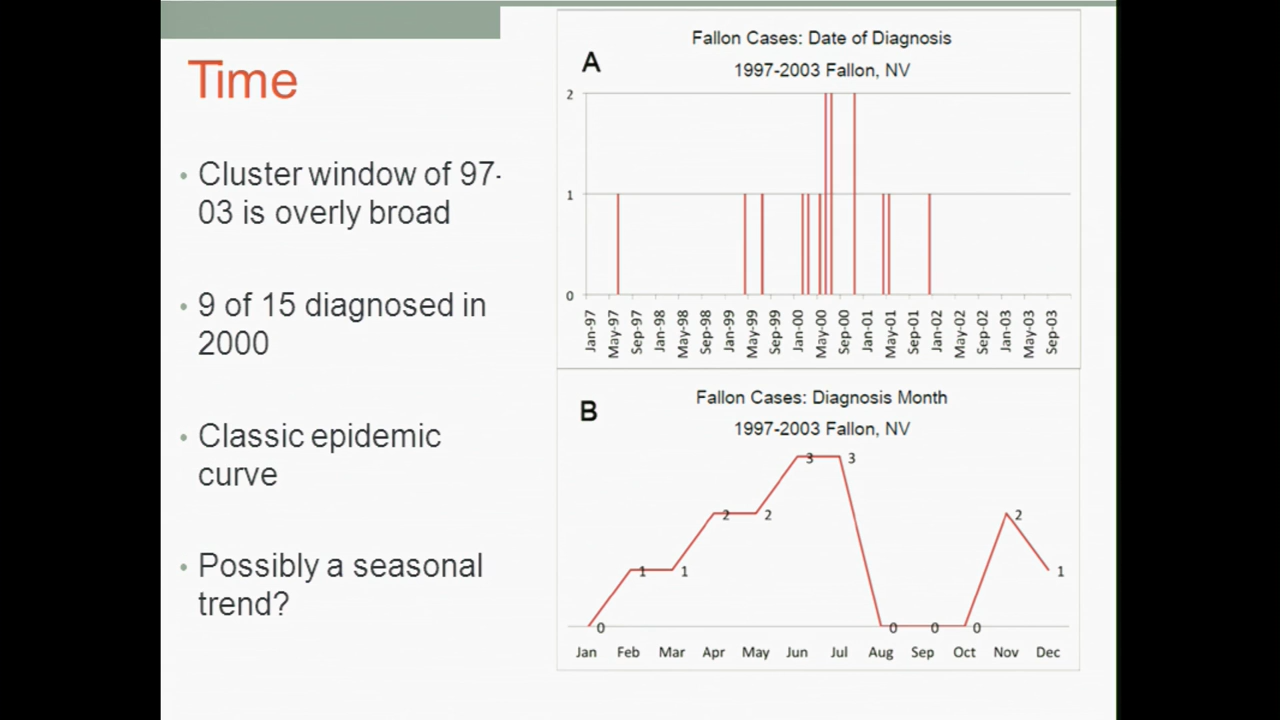 Time
• Cluster window of 97-
03 is overly broad
• 9 of 15 diagnosed in
2000
• Classic epidemic
curve
• Possibly a seasonal
trend?
A
Fallon Cases: Date of Diagnosis
1997-2003 Fallon, NV
2
1
0
Jan-97 May-97 Sep-97 Jan-98 May-98 Sep-98 Jan-99 May-99 Sep-99 Jan-00 May-00 Sep-00 Jan-01 May-01 Sep-01 Jan-02 May-02 Sep-02 Jan-03 May-03 Sep-03
B
Fallon Cases: Diagnosis Month
1997-2003 Fallon, NV
0 1 1 2 2 3 3 0 0 0 2 1
Jan Feb Mar Apr May Jun Jul Aug Sep Oct Nov Dec